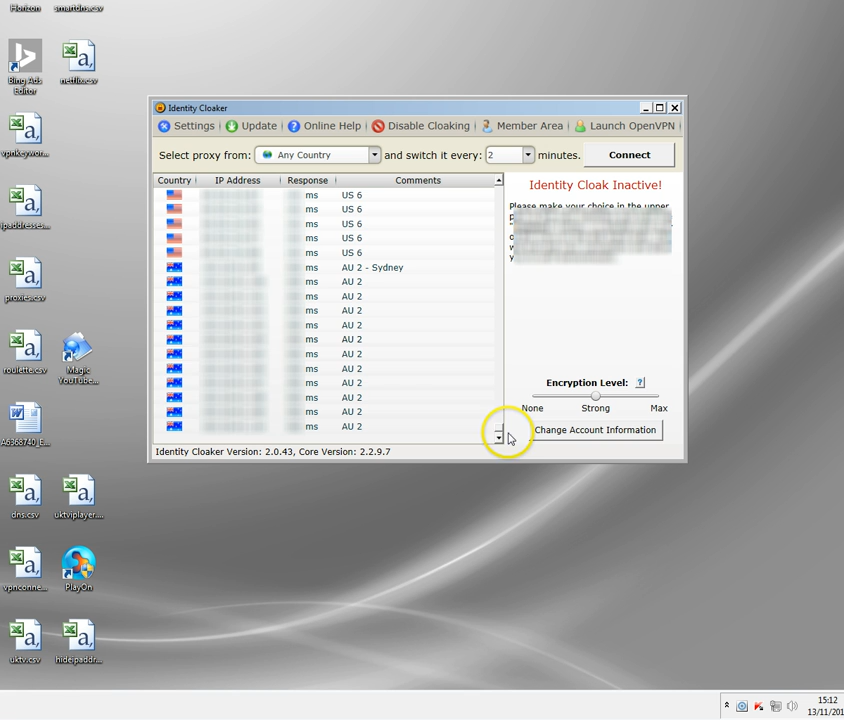 Horizon smartdns.csv
Bing Ads
Editor
netflix.csv
vpnkeywor...
ipaddresses...
proxies.csv
roulette.csv
Magic
YouTube...
A6368740_E...
dns.csv
uktviplayer....
vpnconne...
PlayOn
uktv.csv
hideipaddr...
Identity Cloaker
Settings Update Online Help Disable Cloaking Member Area Launch OpenVPN
Select proxy from: Any Country and switch it every: 2 minutes. Connect
Country IP Address Response Comments
ms US 6
ms US 6
ms US 6
ms US 6
ms US 6
ms AU 2 - Sydney
ms AU 2
ms AU 2
ms AU 2
ms AU 2
ms AU 2
ms AU 2
ms AU 2
ms AU 2
ms AU 2
ms AU 2
ms AU 2
Identity Cloak Inactive!
Please make your choice in the upper
Encryption Level: ?
None Strong Max
Change Account Information
Identity Cloaker Version: 2.0.43, Core Version: 2.2.9.7
15:12
13/11/201